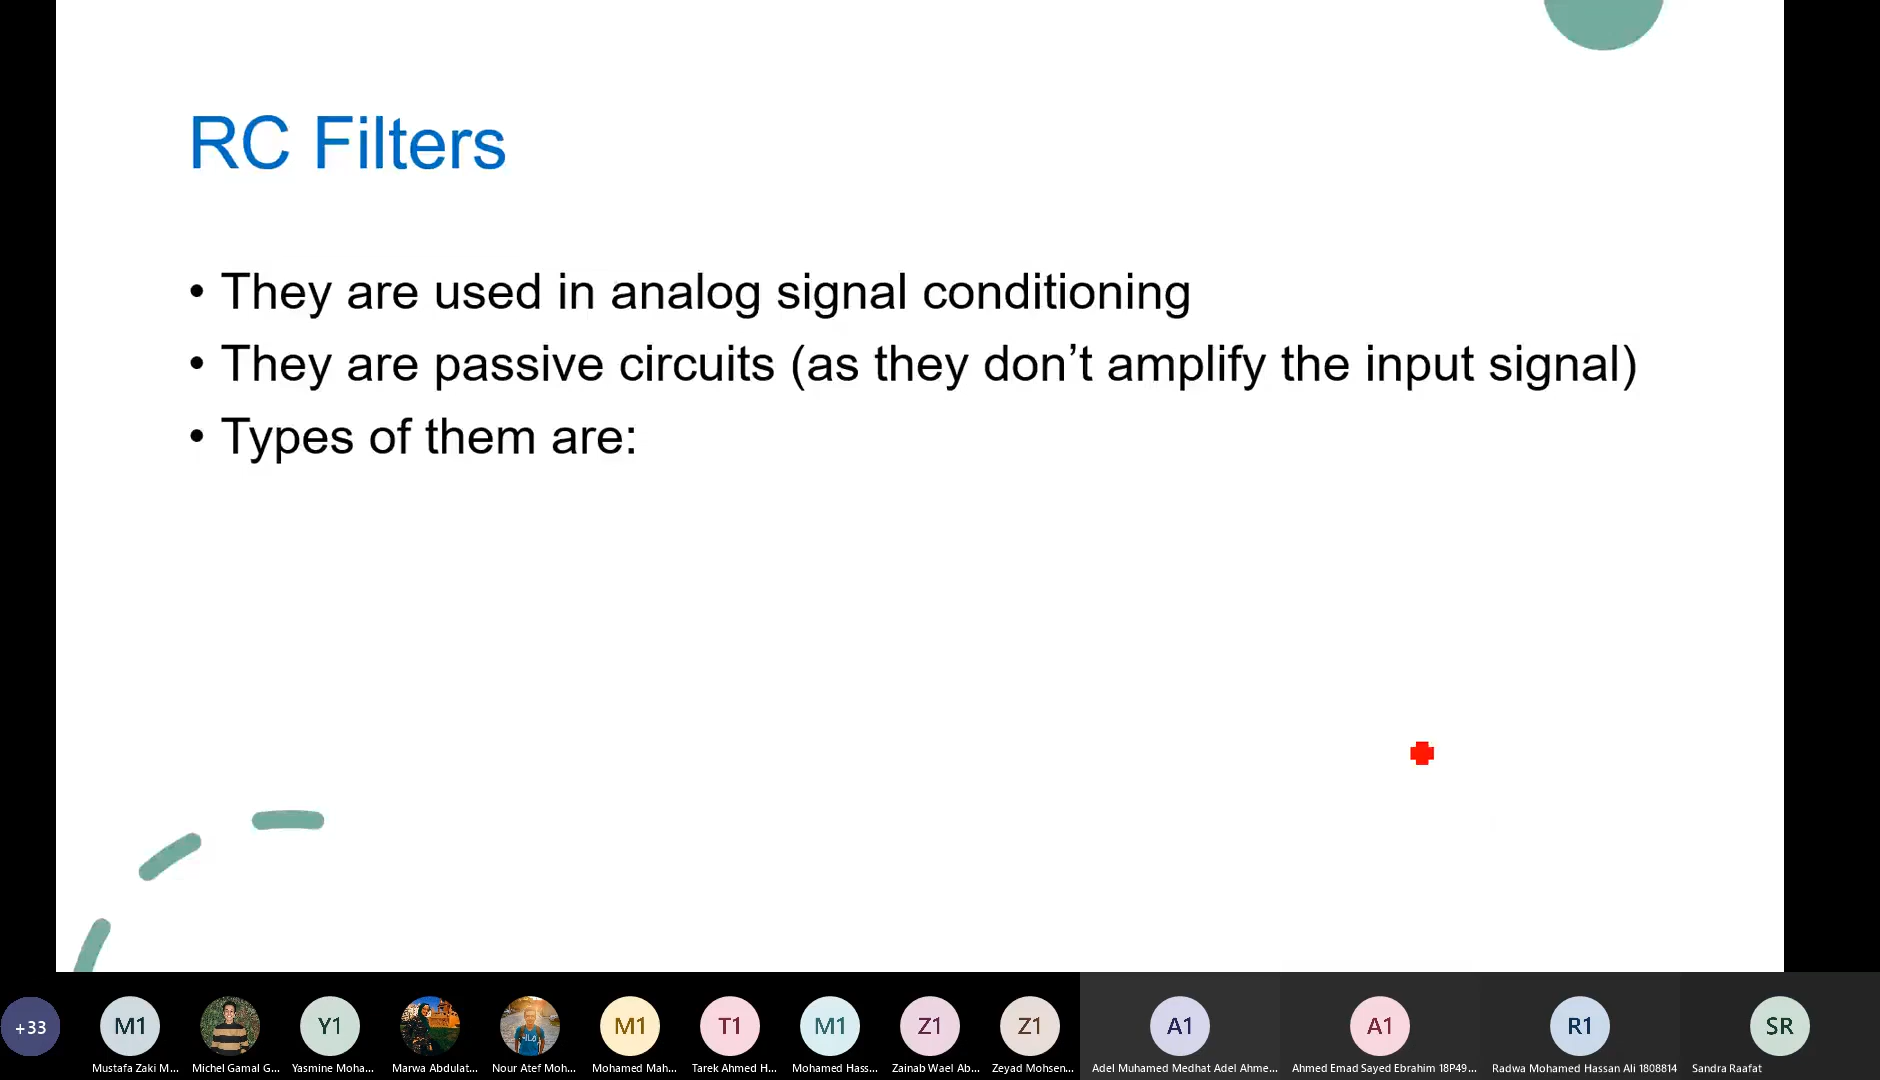 RC Filters
• They are used in analog signal conditioning
• They are passive circuits (as they don’t amplify the input signal)
• Types of them are:
+33
M1
Y1
M1
T1
M1
Z1
Z1
A1
A1
R1
SR
Mustafa Zaki M...
Michel Gamal G...
Yasmine Moha...
Marwa Abdulat...
Nour Atef Moh...
Mohamed Mah...
Tarek Ahmed H...
Mohamed Hass...
Zainab Wael Ab...
Zeyad Mohsen...
Adel Muhamed Medhat Adel Ahme...
Ahmed Emad Sayed Ebrahim 18P49...
Radwa Mohamed Hassan Ali 1808814
Sandra Raafat